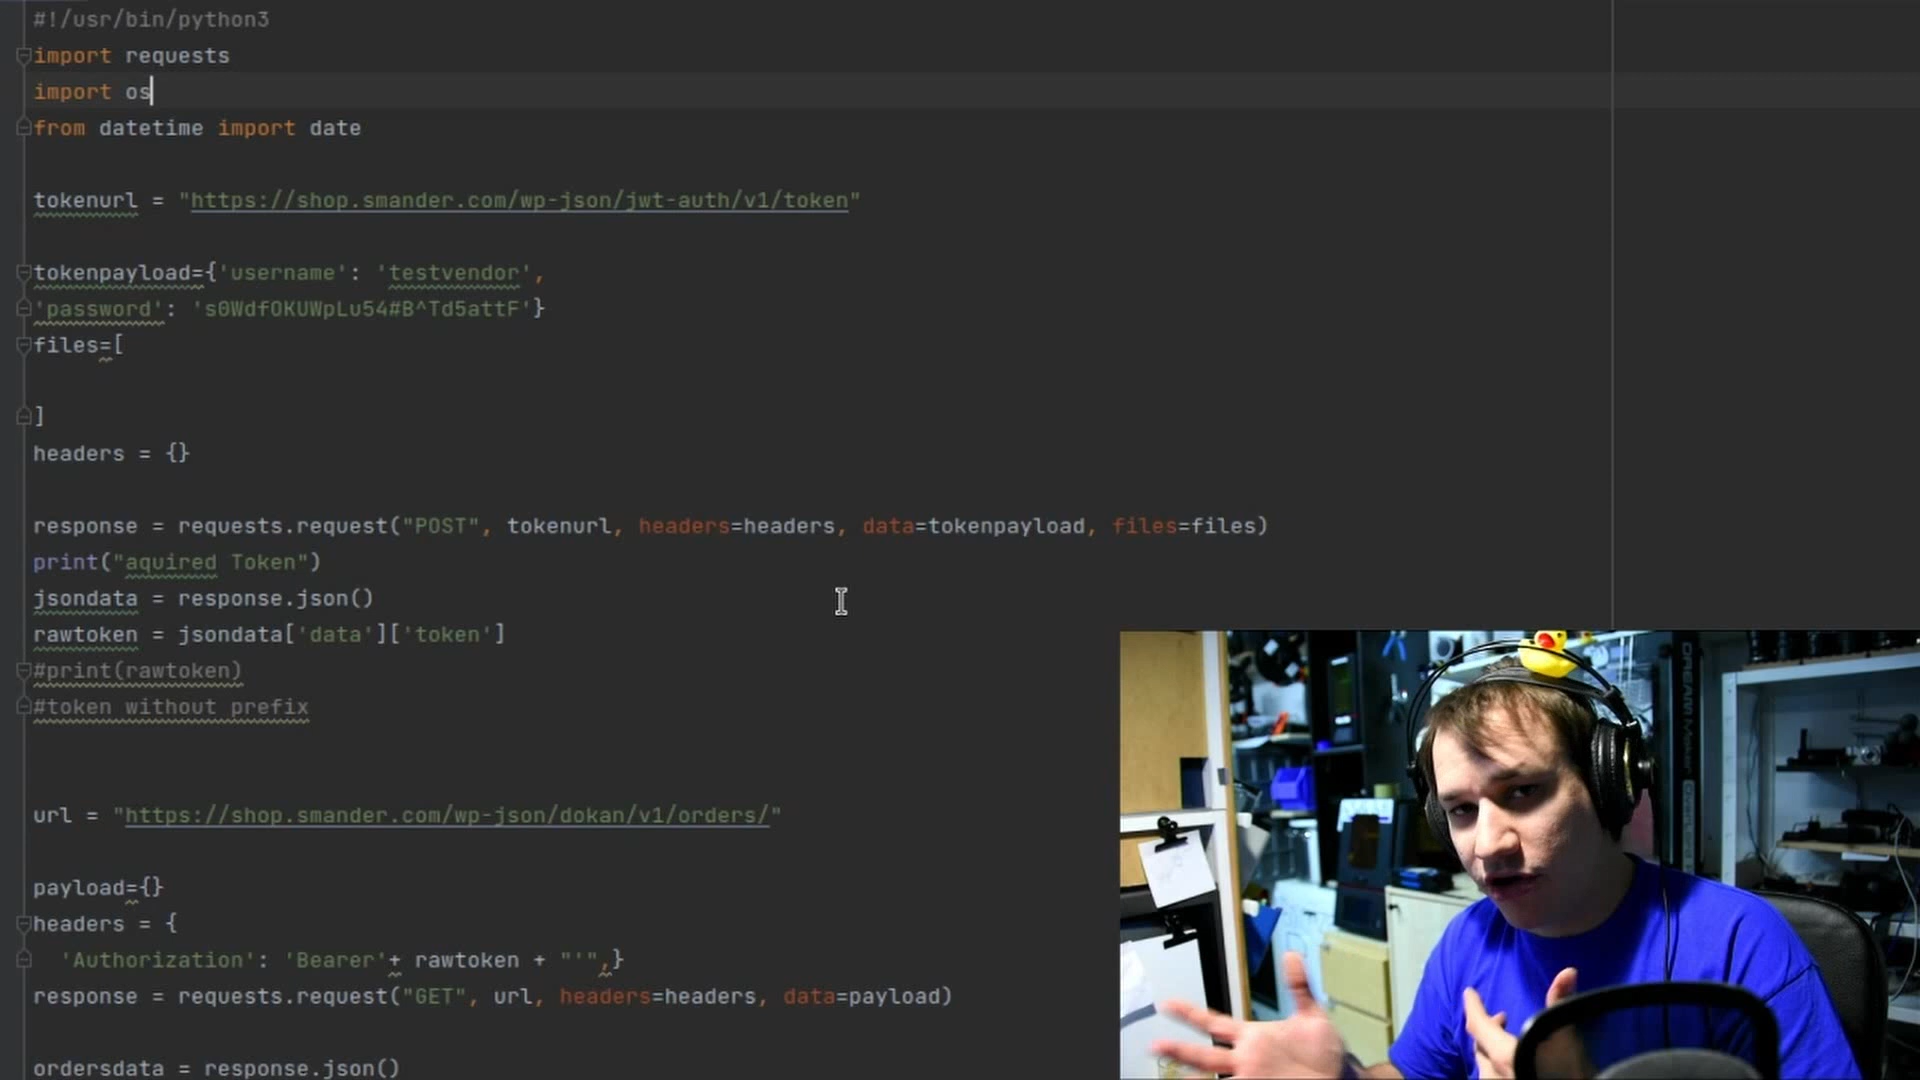 #!/usr/bin/python3
import requests
import os
from datetime import date
tokenurl = "https://shop.smander.com/wp-json/jwt-auth/v1/token"
tokenpayload={'username': 'testvendor',
'password': 's0WdfOKUWpLu54#B^Td5attF'}
files=[
]
headers = {}
response = requests.request("POST", tokenurl, headers=headers, data=tokenpayload, files=files)
print("aquired Token")
jsondata = response.json()
rawtoken = jsondata['data']['token']
#print(rawtoken)
#token without prefix
url = "https://shop.smander.com/wp-json/dokan/v1/orders/"
payload={}
headers = {
'Authorization': 'Bearer'+ rawtoken + "'",}
response = requests.request("GET", url, headers=headers, data=payload)
ordersdata = response.json()
DREAM